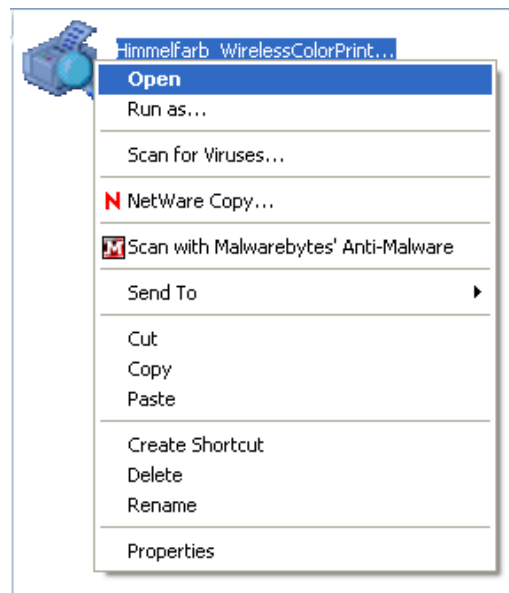 Himmelfarb_WirelessColorPrint...
Open
Run as...
Scan for Viruses...
N NetWare Copy...
M Scan with Malwarebytes' Anti-Malware
Send To
Cut
Copy
Paste
Create Shortcut
Delete
Rename
Properties